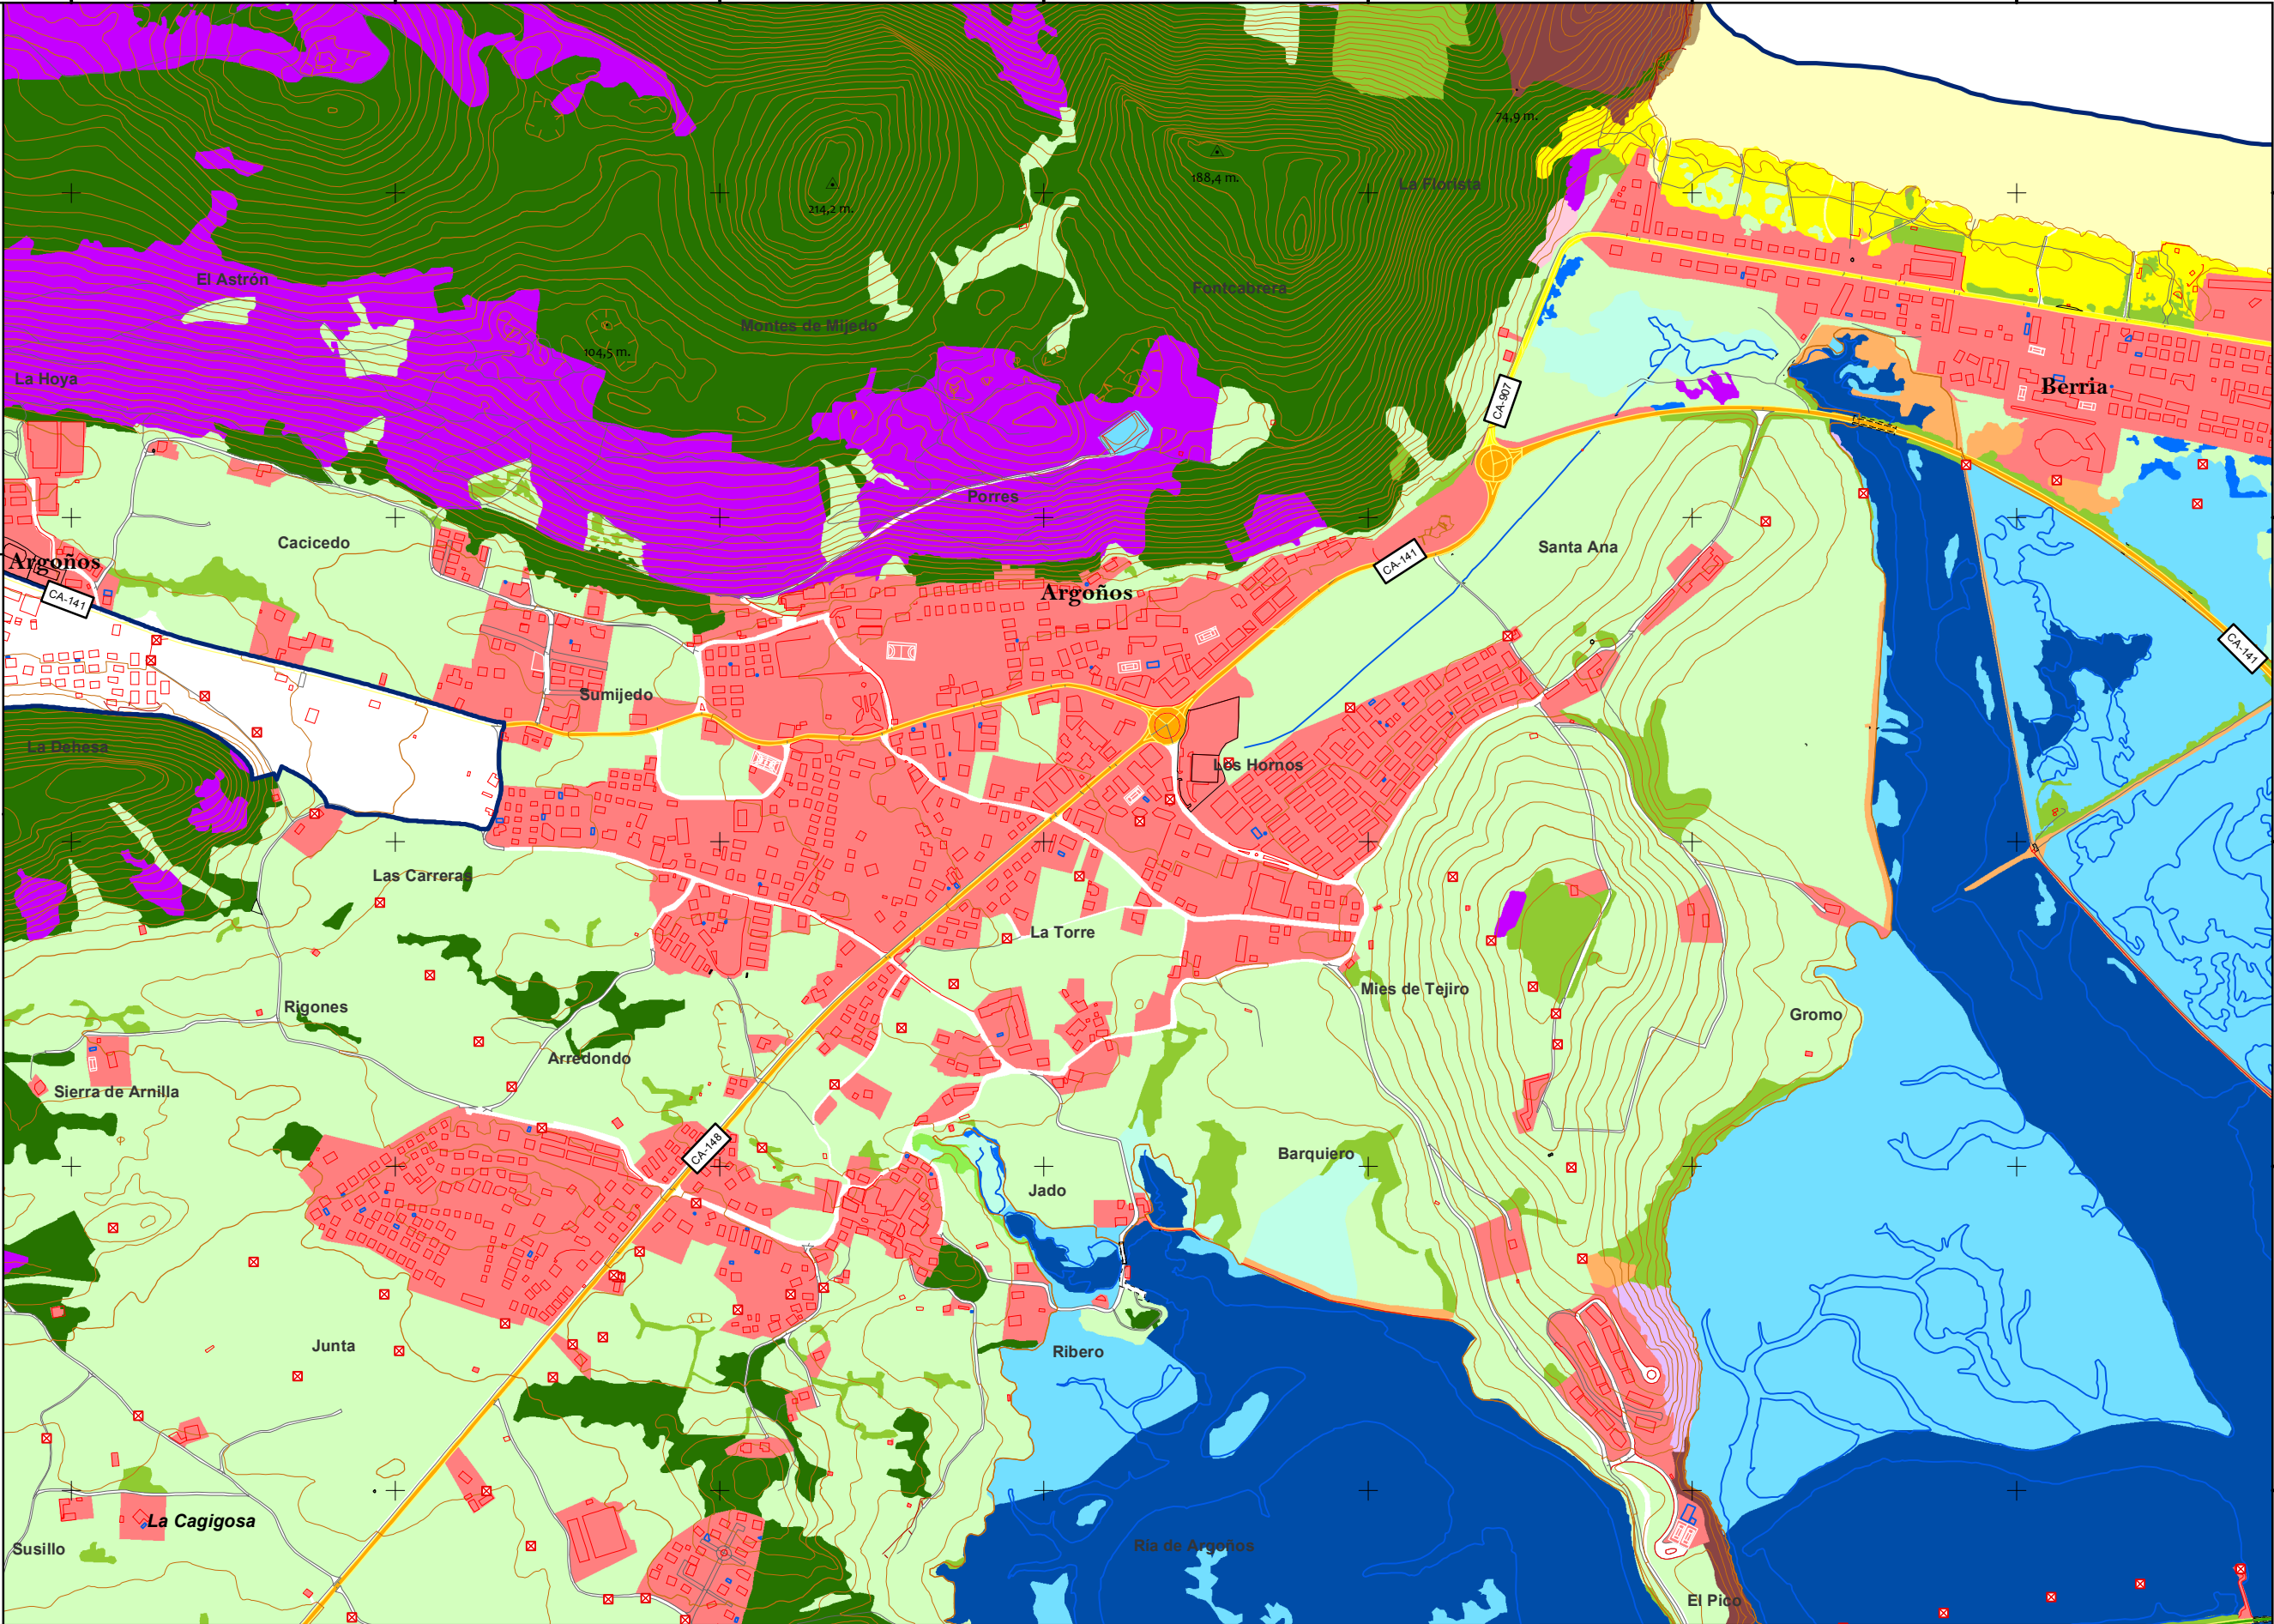 74,9 m.
188,4 m.
La Florista
214,2 m.
El Astrón
Fontcabrera
Montes de Mijedo
104,5 m.
La Hoya
Berria
CA-907
Porres
Cacicedo
Santa Ana
Argoños
CA-141
Argoños
CA-141
CA-141
Sumijedo
La Dehesa
Los Hornos
Las Carreras
La Torre
Mies de Tejiro
Rigones
Gromo
Arredondo
Sierra de Arnilla
CA-148
Barquiero
Jado
Junta
Ribero
La Cagigosa
Susillo
Ria de Argoños
El Pico